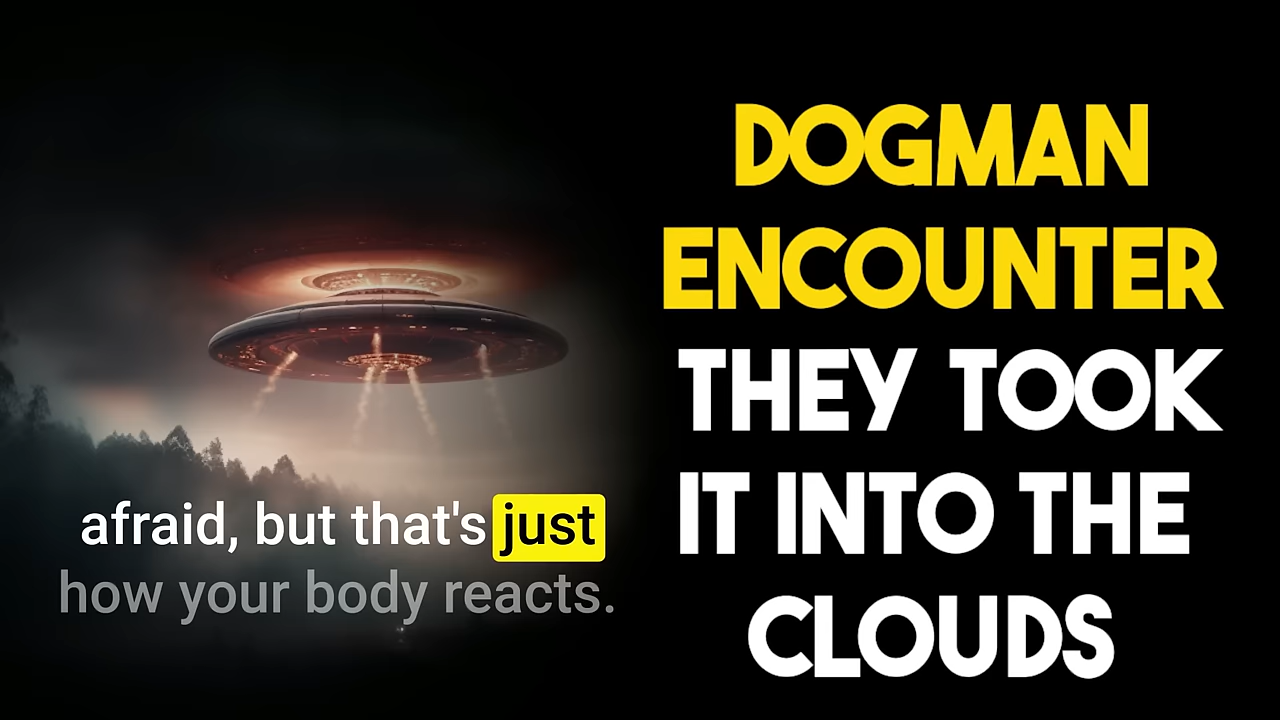 afraid, but that's just
how your body reacts.
DOGMAN
ENCOUNTER
THEY TOOK
IT INTO THE
CLOUDS